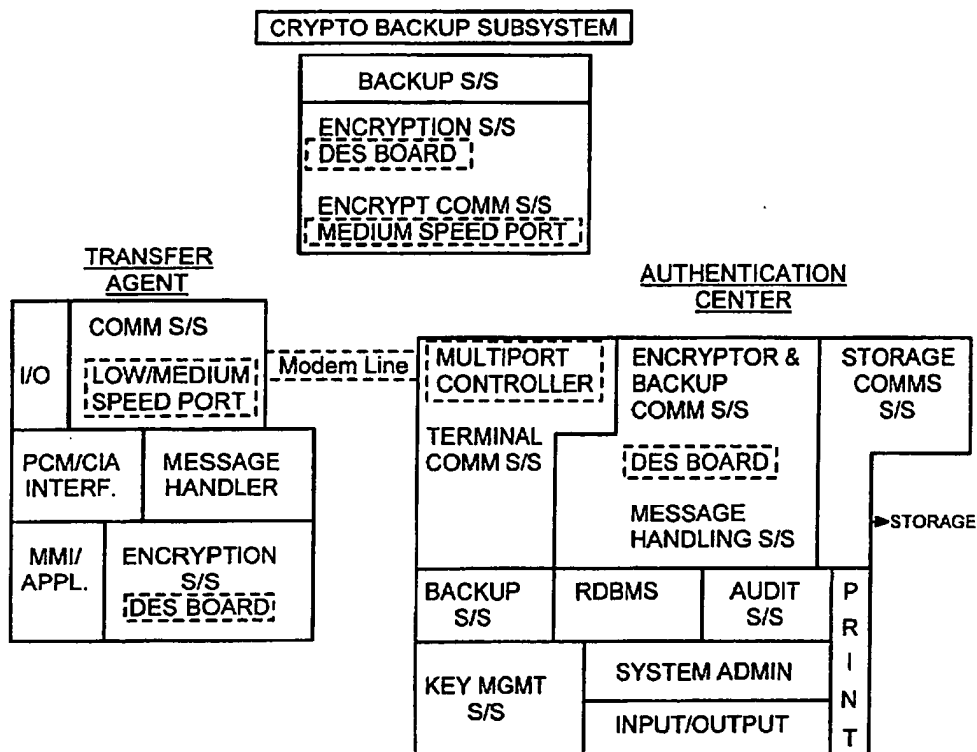 CRYPTO BACKUP SUBSYSTEM
BACKUP S/S
ENCRYPTION S/S
DES BOARD
ENCRYPT COMM S/S
MEDIUM SPEED PORT
TRANSFER
AGENT
I/O
COMM S/S
LOW/MEDIUM
SPEED PORT
PCM/CIA
INTERF.
MESSAGE
HANDLER
MMI/
APPL.
ENCRYPTION
S/S
DES BOARD
Modem Line
AUTHENTICATION
CENTER
MULTIPORT
CONTROLLER
TERMINAL
COMM S/S
ENCRYPTOR &
BACKUP
COMM S/S
DES BOARD
MESSAGE
HANDLING S/S
STORAGE
COMMS
S/S
STORAGE
BACKUP
S/S
RDBMS
AUDIT
S/S
KEY MGMT
S/S
SYSTEM ADMIN
INPUT/OUTPUT
P
R
I
N
T